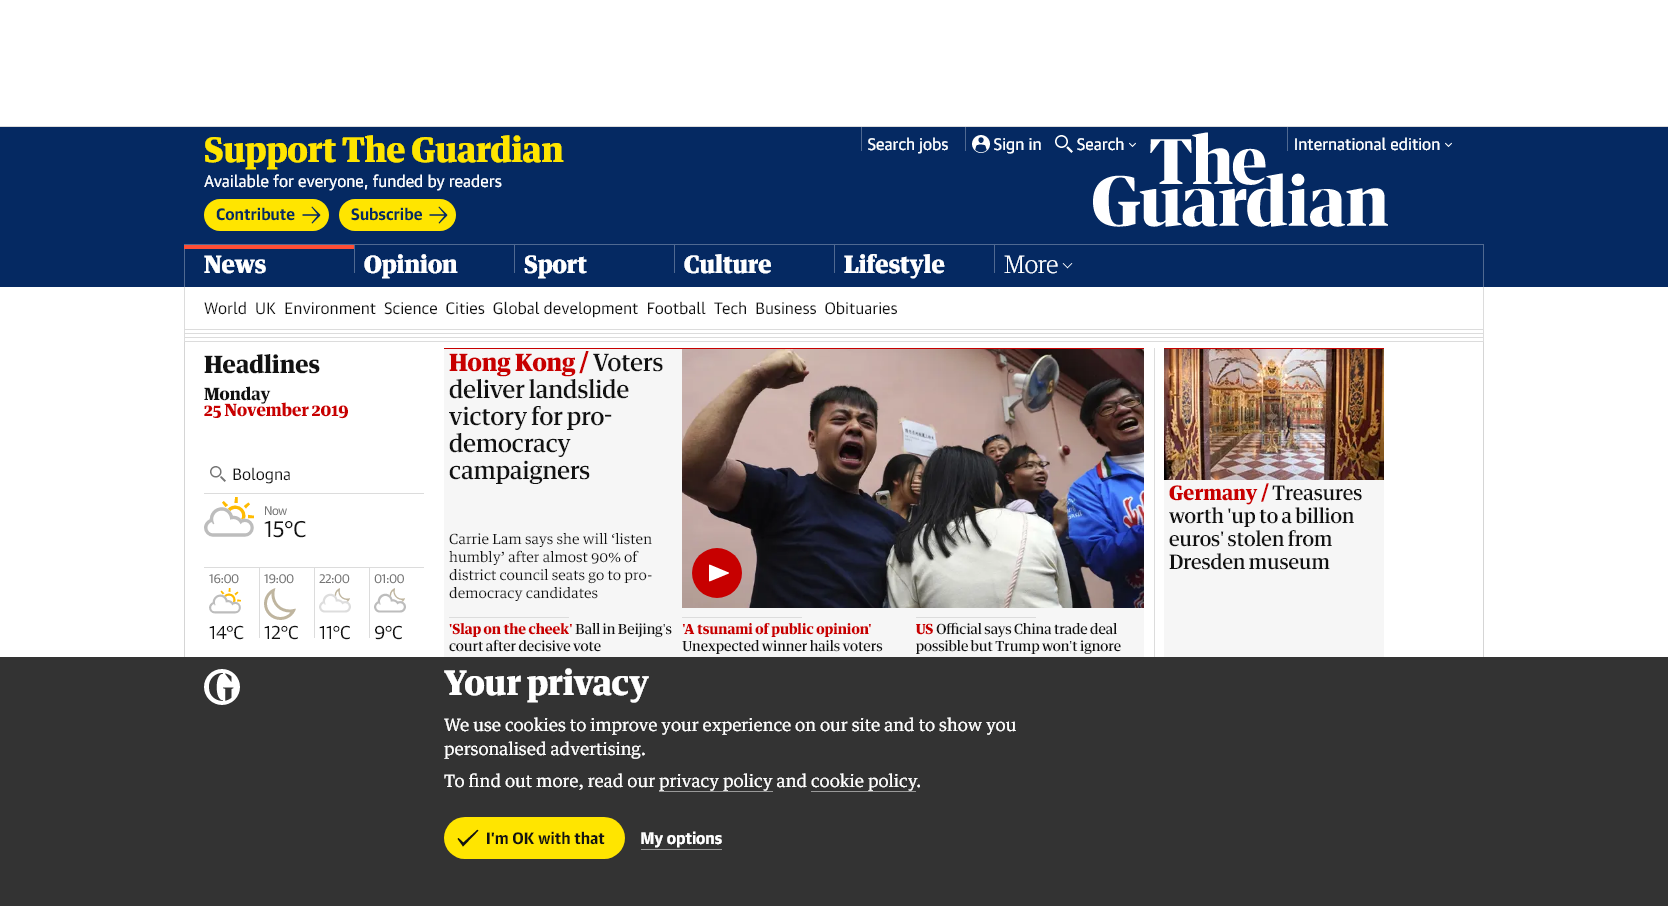 Support The Guardian
Available for everyone, funded by readers
Contribute
Subscribe
Search jobs
Sign in
Search
International edition
The
Guardian
News
Opinion
Sport
Culture
Lifestyle
More
World UK Environment Science Cities Global development Football Tech Business Obituaries
Headlines
Monday
25 November 2019
Bologna
Now
15°C
16:00 19:00 22:00 01:00
14°C 12°C 11°C 9°C
Hong Kong / Voters
deliver landslide
victory for pro-
democracy
campaigners
Carrie Lam says she will ‘listen
humbly’ after almost 90% of
district council seats go to pro-
democracy candidates
'Slap on the cheek' Ball in Beijing's
court after decisive vote
'A tsunami of public opinion'
Unexpected winner hails voters
US Official says China trade deal
possible but Trump won't ignore
Germany / Treasures
worth 'up to a billion
euros' stolen from
Dresden museum
Your privacy
We use cookies to improve your experience on our site and to show you
personalised advertising.
To find out more, read our privacy policy and cookie policy.
I'm OK with that
My options